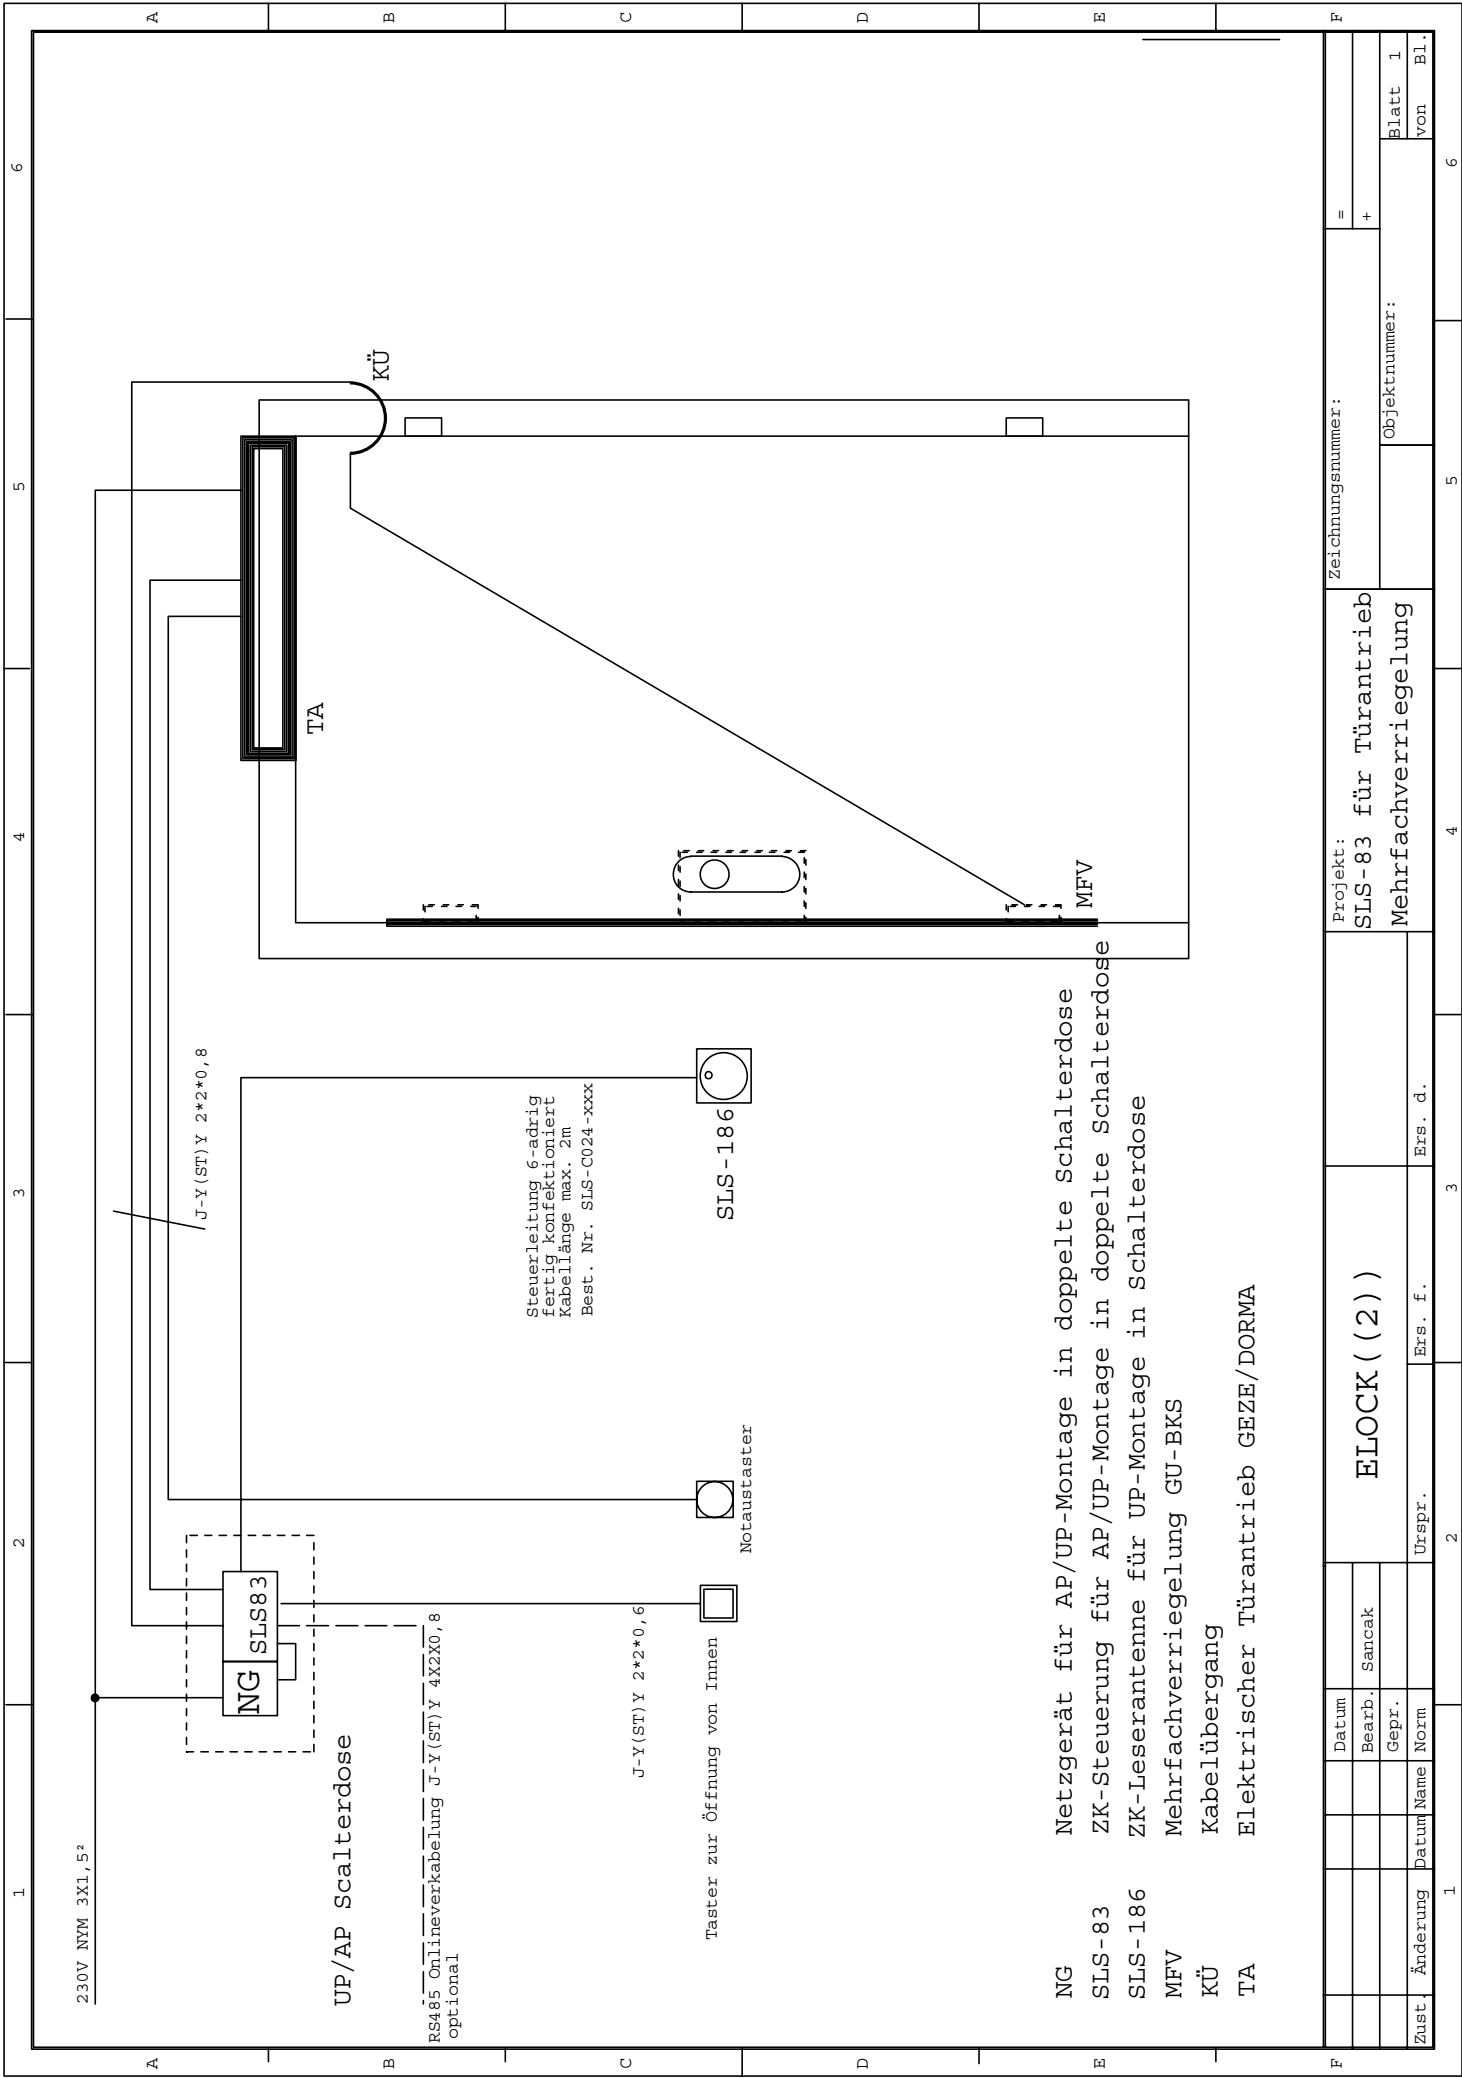 1 2 3 4 5 6
A
B
C
D
E
F
A
B
C
D
E
F
230V NYM 3X1,5²
NG
SLS83
J-Y(ST)Y 2*2*0,8
UP/AP Scalterdose
RS485 Onlineverkabelung J-Y(ST)Y 4X2X0,8
optional
TA
KÜ
Steuerleitung 6-adrig
fertig konfektioniert
Kabellänge max. 2m
Best. Nr. SLS-C024-xxx
J-Y(ST)Y 2*2*0,6
Taster zur Öffnung von Innen
Notaustaster
SLS-186
MFV
NG Netzgerät für AP/UP-Montage in doppelte Schalterdose
SLS-83 ZK-Steuerung für AP/UP-Montage in doppelte Schalterdose
SLS-186 ZK-Leserantenne für UP-Montage in Schalterdose
MFV Mehrfachverriegelung GU-BKS
KÜ Kabelübergang
TA Elektrischer Türantrieb GEZE/DORMA
Datum
Bearb. Sancak
Gepr.
Zust. Änderung Datum Name Norm
ELOCK((2))
Urspr. Ers. f. Ers. d.
Projekt:
SLS-83 für Türantrieb
Mehrfachverriegelung
Zeichnungsnummer:
Objektnummer:
=
+
Blatt 1
von Bl.
1 2 3 4 5 6